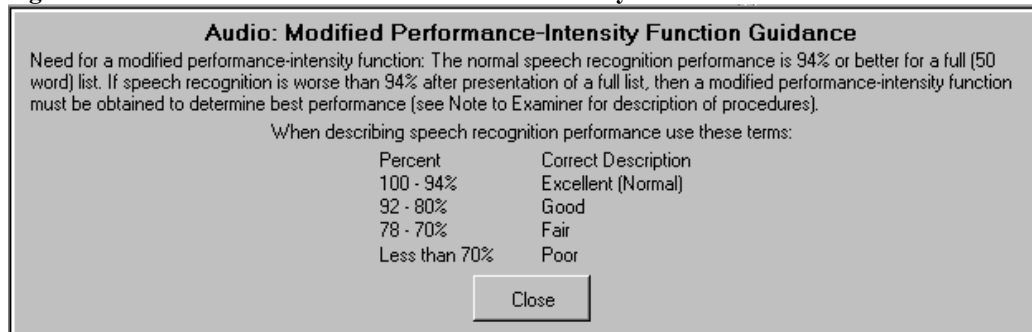 Audio: Modified Performance-Intensity Function Guidance
Need for a modified performance-intensity function: The normal speech recognition performance is 94% or better for a full (50
word) list. If speech recognition is worse than 94% after presentation of a full list, then a modified performance-intensity function
must be obtained to determine best performance (see Note to Examiner for description of procedures).
When describing speech recognition performance use these terms:
Percent Correct Description
100 - 94% Excellent (Normal)
92 - 80% Good
78 - 70% Fair
Less than 70% Poor
Close